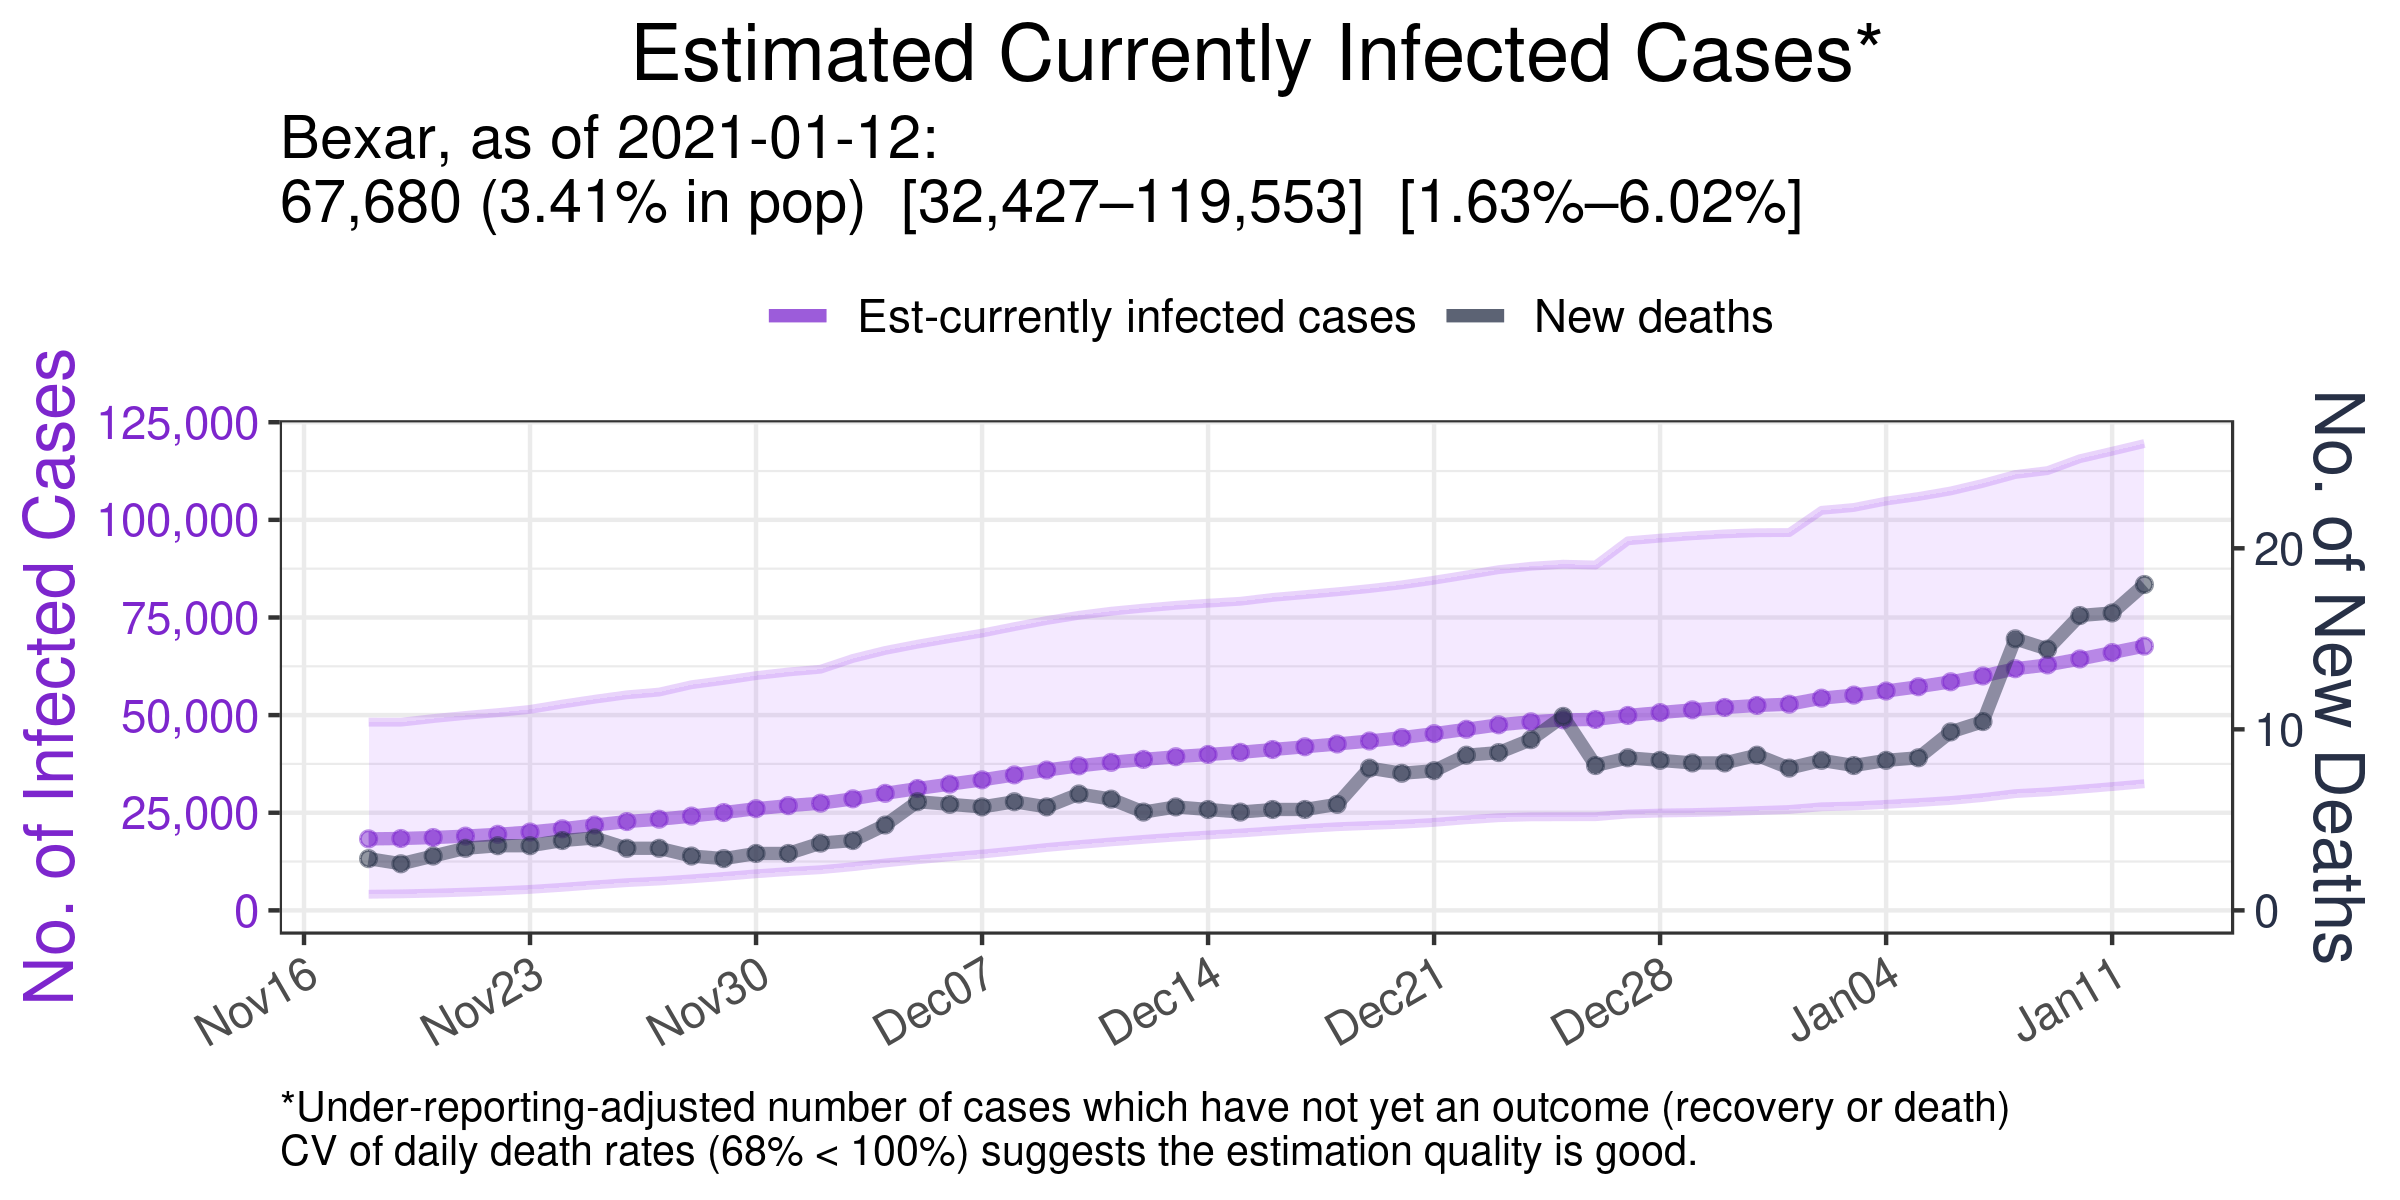 Estimated Currently Infected Cases*
Bexar, as of 2021-01-12:
67,680 (3.41% in pop)  [32,427–119,553]  [1.63%–6.02%]
Est-currently infected cases
New deaths
No. of Infected Cases
125,000
100,000
75,000
50,000
25,000
0
No. of New Deaths
20
10
0
Nov16
Nov23
Nov30
Dec07
Dec14
Dec21
Dec28
Jan04
Jan11
*Under-reporting-adjusted number of cases which have not yet an outcome (recovery or death)
CV of daily death rates (68% < 100%) suggests the estimation quality is good.